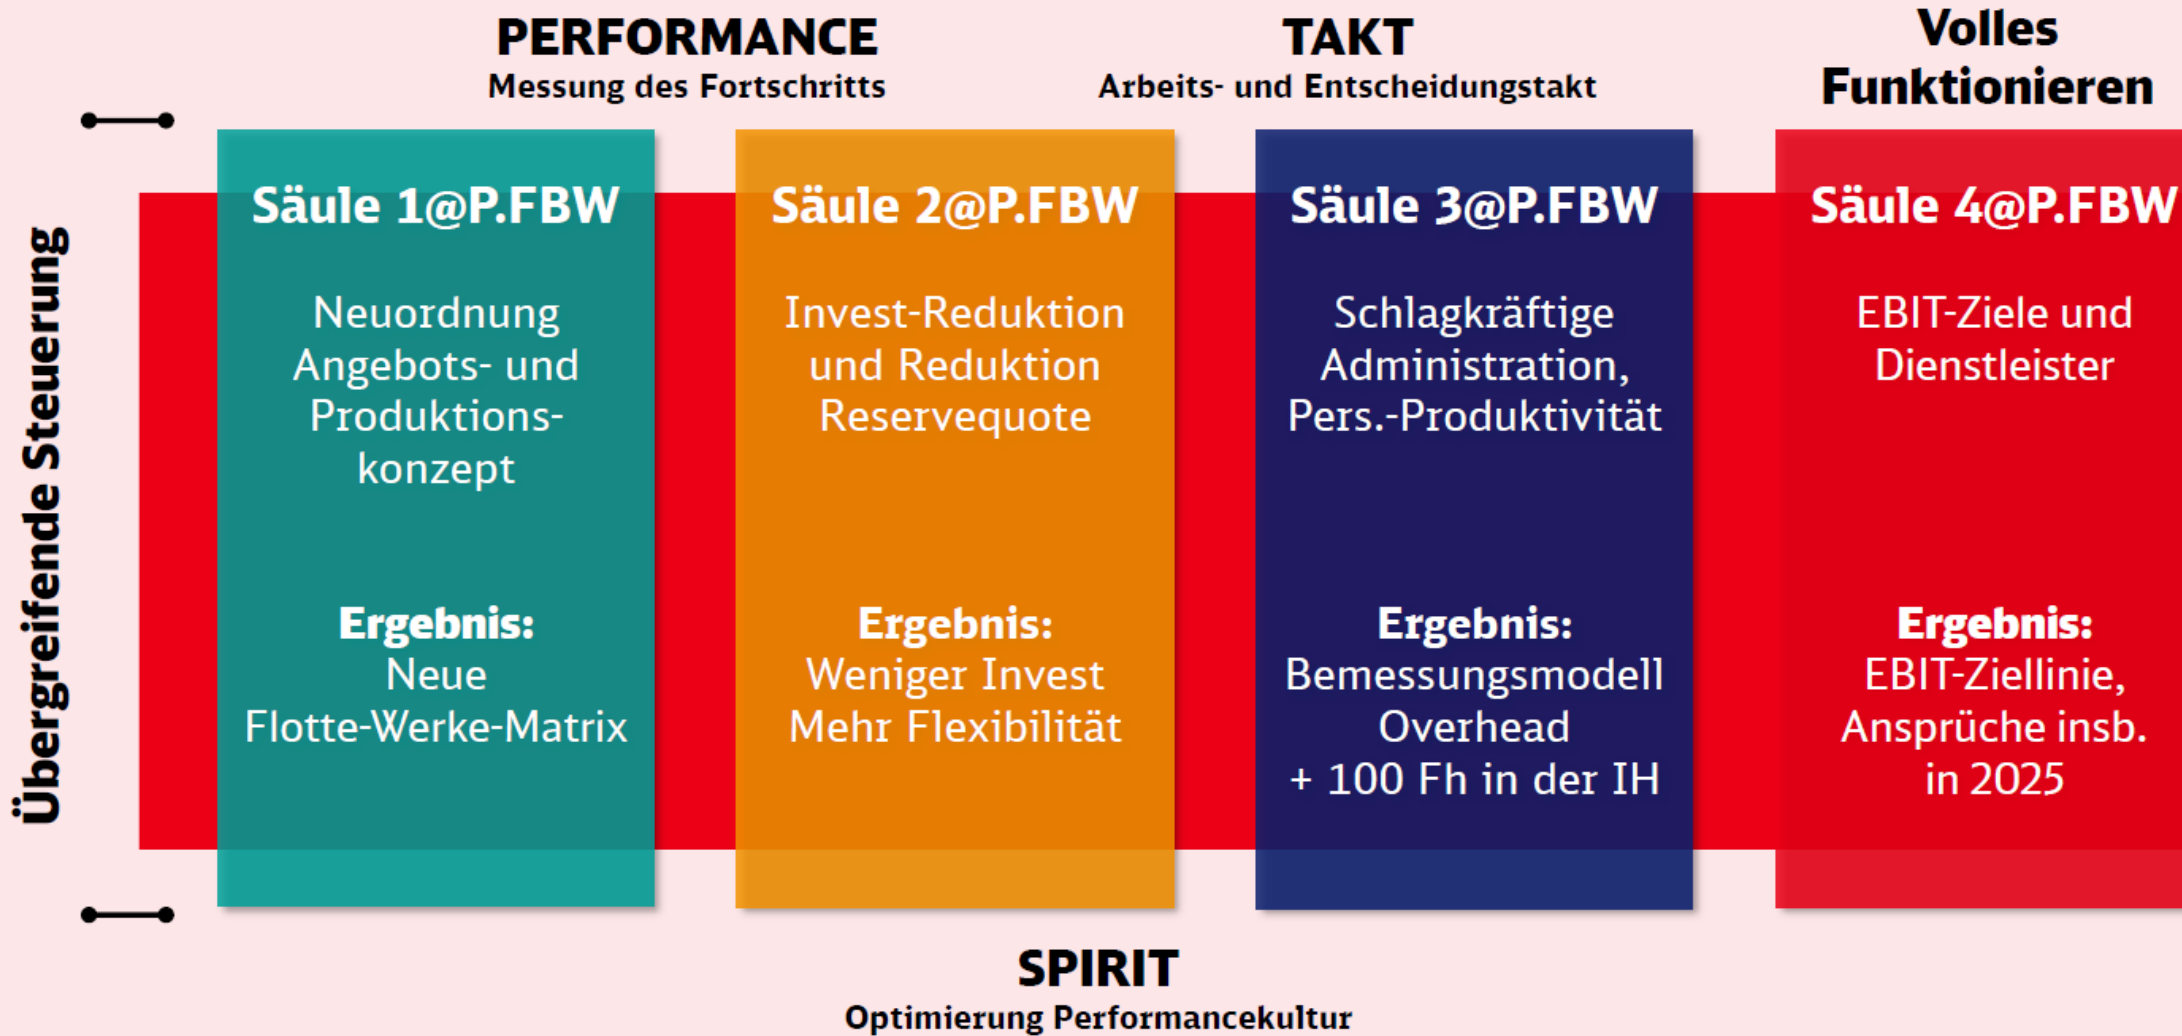 PERFORMANCE
Messung des Fortschritts
TAKT
Arbeits- und Entscheidungstakt
Volles
Funktionieren
Übergreifende Steuerung
Säule 1@P.FBW
Neuordnung
Angebots- und
Produktions-
konzept
Ergebnis:
Neue
Flotte-Werke-Matrix
Säule 2@P.FBW
Invest-Reduktion
und Reduktion
Reservequote
Ergebnis:
Weniger Invest
Mehr Flexibilität
Säule 3@P.FBW
Schlagkräftige
Administration,
Pers.-Produktivität
Ergebnis:
Bemessungsmodell
Overhead
+ 100 Fh in der IH
Säule 4@P.FBW
EBIT-Ziele und
Dienstleister
Ergebnis:
EBIT-Ziellinie,
Ansprüche insb.
in 2025
SPIRIT
Optimierung Performancekultur